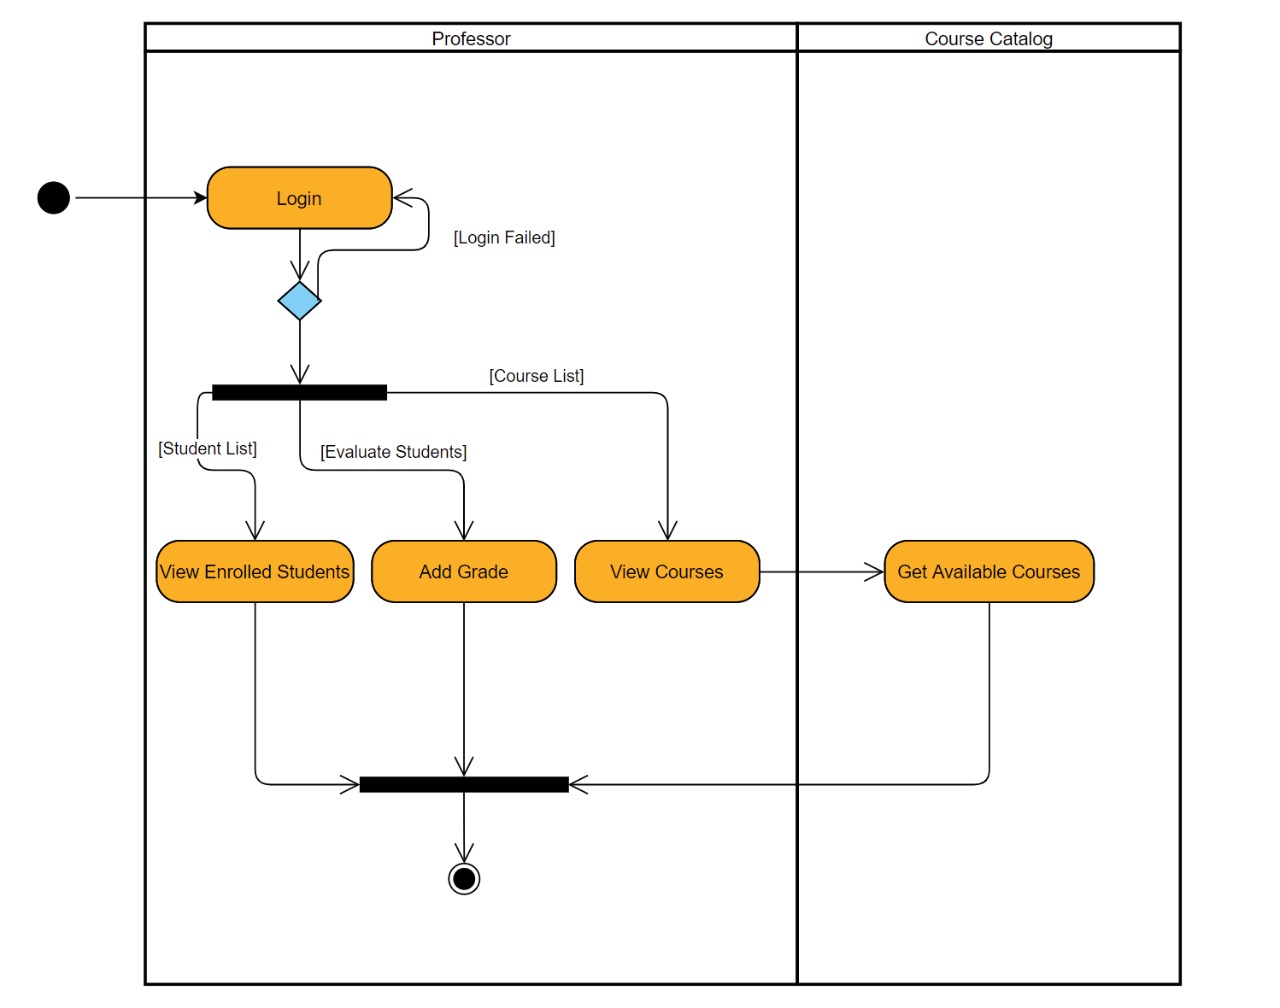 Professor
Course Catalog
Login
[Login Failed]
[Course List]
[Student List]
[Evaluate Students]
View Enrolled Students
Add Grade
View Courses
Get Available Courses